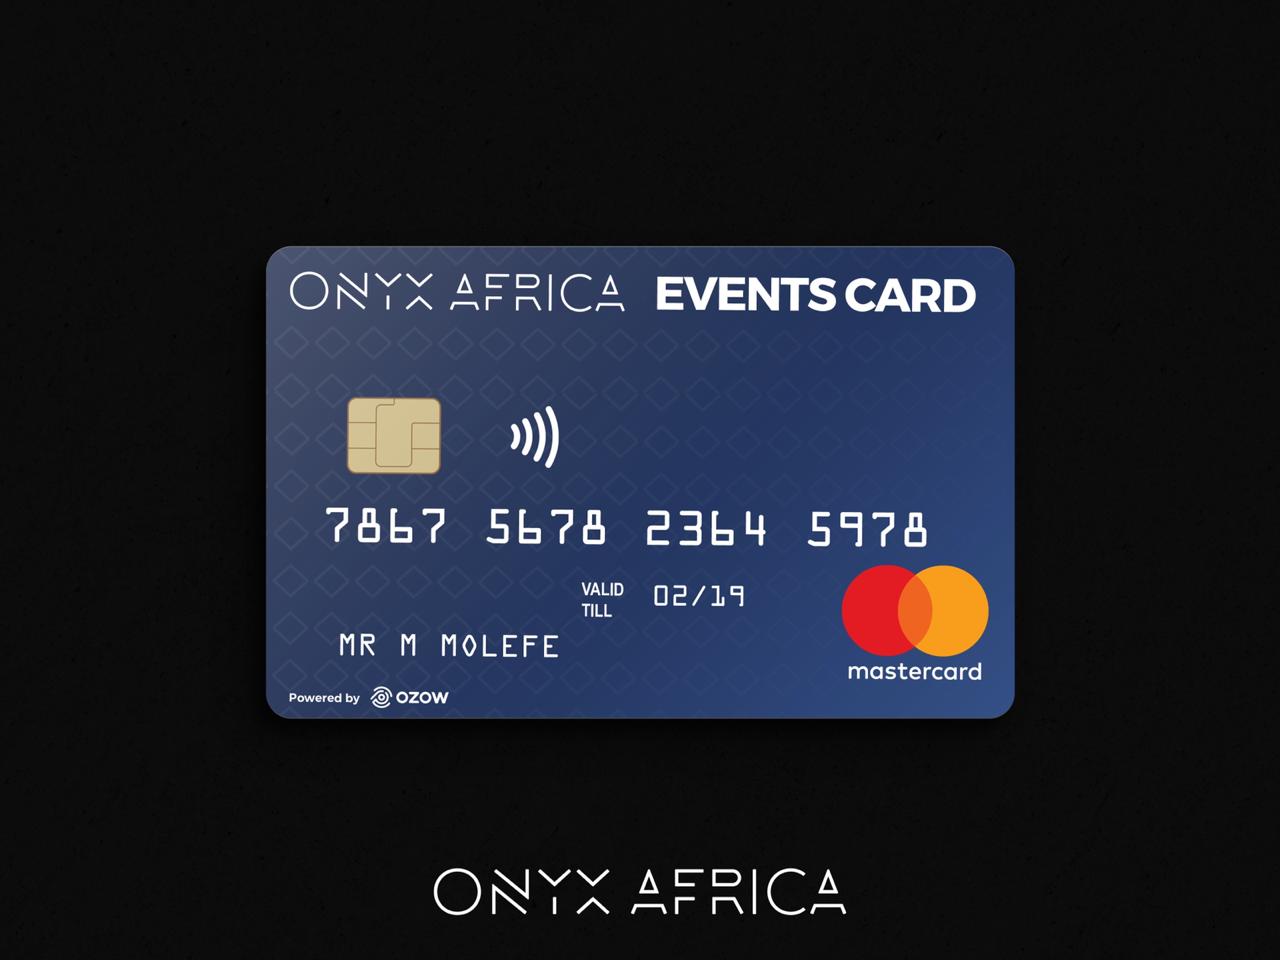 ONYX AFRICA EVENTS CARD
7867 5678 2364 5978
VALID TILL 02/19
MR M MOLEFE
mastercard
Powered by OZOW
ONYX AFRICA